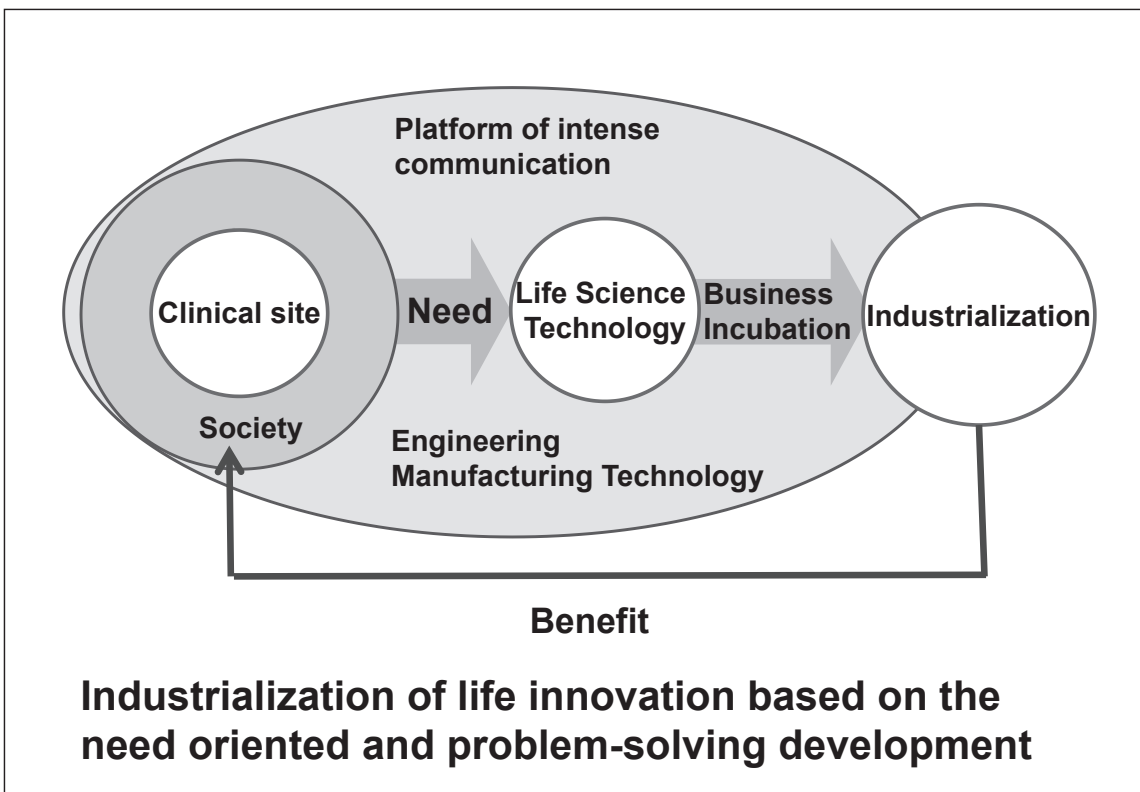 Platform of intense
communication
Clinical site
Need
Life Science
Technology
Business
Incubation
Industrialization
Society
Engineering
Manufacturing Technology
Benefit
Industrialization of life innovation based on the
need oriented and problem-solving development